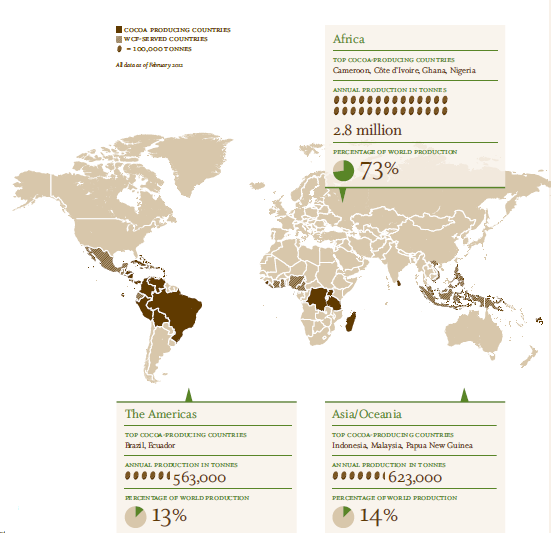 COCOA PRODUCING COUNTRIES
WCF-SERVED COUNTRIES
= 100,000 TONNES
All data as of February 2012
Africa
TOP COCOA-PRODUCING COUNTRIES
Cameroon, Côte d'Ivoire, Ghana, Nigeria
ANNUAL PRODUCTION IN TONNES
2.8 million
PERCENTAGE OF WORLD PRODUCTION
73%
The Americas
TOP COCOA-PRODUCING COUNTRIES
Brazil, Ecuador
ANNUAL PRODUCTION IN TONNES
563,000
PERCENTAGE OF WORLD PRODUCTION
13%
Asia/Oceania
TOP COCOA-PRODUCING COUNTRIES
Indonesia, Malaysia, Papua New Guinea
ANNUAL PRODUCTION IN TONNES
623,000
PERCENTAGE OF WORLD PRODUCTION
14%